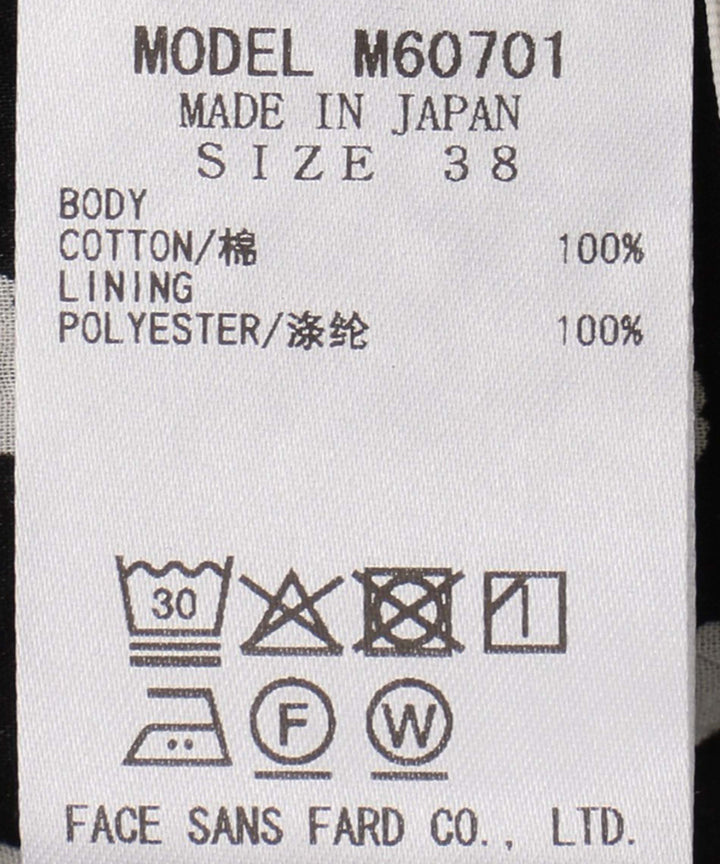 MODEL M60701
MADE IN JAPAN
SIZE 38
BODY
COTTON/棉 100%
LINING
POLYESTER/涤纶 100%
30
F W
FACE SANS FARD CO., LTD.